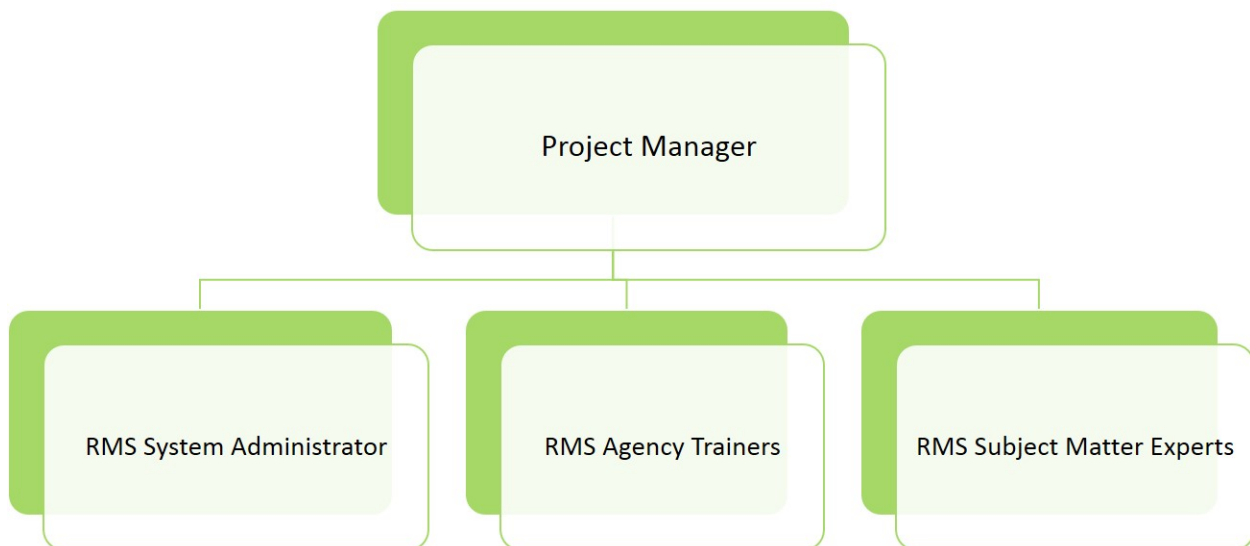 Project Manager
RMS System Administrator
RMS Agency Trainers
RMS Subject Matter Experts